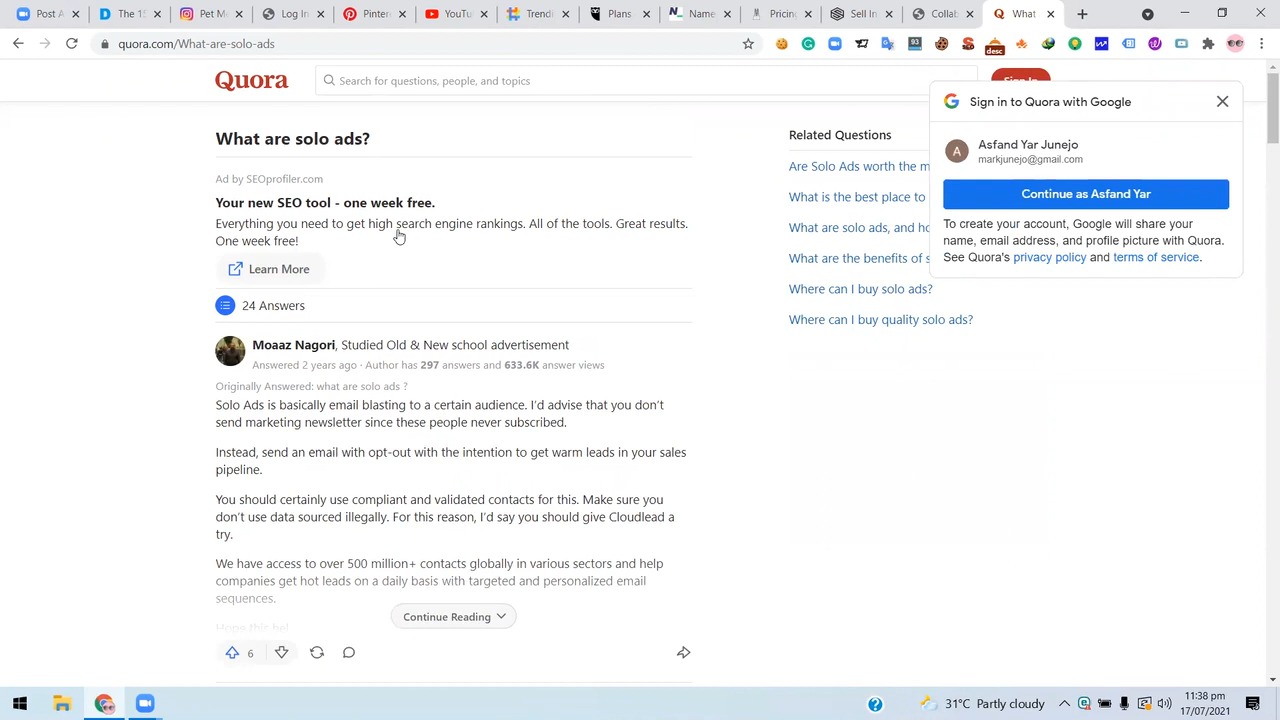 Post A
The 15
Pet Mo
Log In
Pinter
YouTu
Trendi
Plans
Name
Pricing
Sell In
Collab
What
quora.com/What-are-solo-ads
93
desc
Quora
Search for questions, people, and topics
Sign In
Sign in to Quora with Google
A
Asfand Yar Junejo
markjunejo@gmail.com
Continue as Asfand Yar
To create your account, Google will share your
name, email address, and profile picture with Quora.
See Quora's privacy policy and terms of service.
What are solo ads?
Ad by SEOprofiler.com
Your new SEO tool - one week free.
Everything you need to get high search engine rankings. All of the tools. Great results.
One week free!
Learn More
24 Answers
Moaaz Nagori, Studied Old & New school advertisement
Answered 2 years ago · Author has 297 answers and 633.6K answer views
Originally Answered: what are solo ads ?
Solo Ads is basically email blasting to a certain audience. I'd advise that you don't
send marketing newsletter since these people never subscribed.
Instead, send an email with opt-out with the intention to get warm leads in your sales
pipeline.
You should certainly use compliant and validated contacts for this. Make sure you
don't use data sourced illegally. For this reason, I'd say you should give Cloudlead a
try.
We have access to over 500 million+ contacts globally in various sectors and help
companies get hot leads on a daily basis with targeted and personalized email
sequences.
Hope this hel
Continue Reading
6
Related Questions
Are Solo Ads worth the m
What is the best place to
What are solo ads, and ho
What are the benefits of s
Where can I buy solo ads?
Where can I buy quality solo ads?
31°C Partly cloudy
11:38 pm
17/07/2021